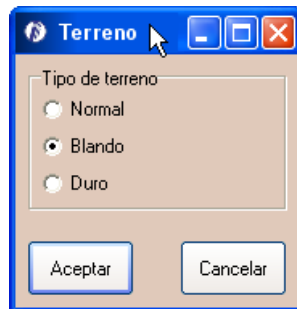 Terreno
Tipo de terreno
Normal
Blando
Duro
Aceptar
Cancelar